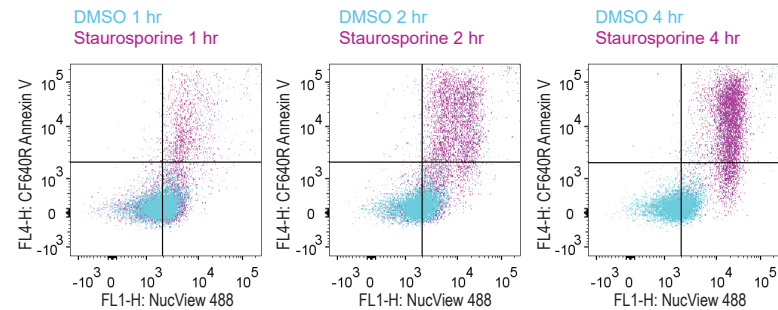 DMSO 1 hr
Staurosporine 1 hr
DMSO 2 hr
Staurosporine 2 hr
DMSO 4 hr
Staurosporine 4 hr
FL4-H: CF640R Annexin V
10^5
10^4
10^3
0
-10^3
-10^3 0 10^3 10^4 10^5
FL1-H: NucView 488
FL4-H: CF640R Annexin V
10^5
10^4
10^3
0
-10^3
-10^3 0 10^3 10^4 10^5
FL1-H: NucView 488
FL4-H: CF640R Annexin V
10^5
10^4
10^3
0
-10^3
-10^3 0 10^3 10^4 10^5
FL1-H: NucView 488